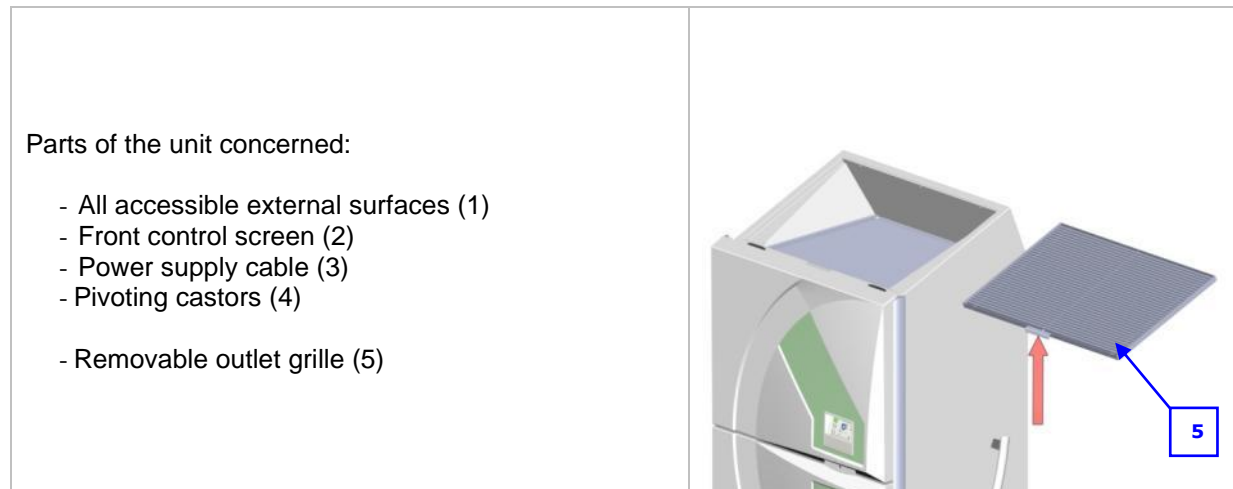 Parts of the unit concerned:
- All accessible external surfaces (1)
- Front control screen (2)
- Power supply cable (3)
- Pivoting castors (4)
- Removable outlet grille (5)
5